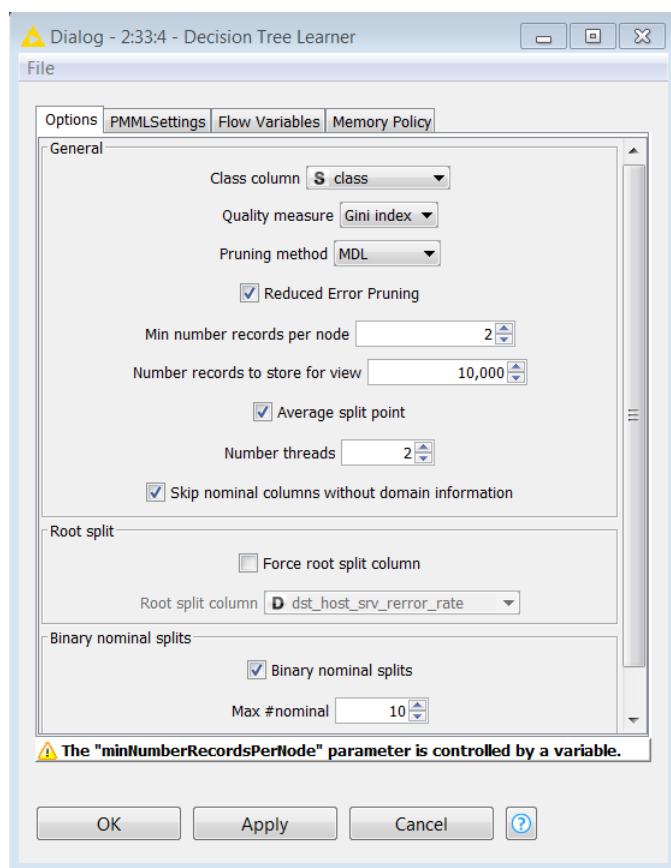 Dialog - 2:33:4 - Decision Tree Learner
File
Options PMMLSettings Flow Variables Memory Policy
General
Class column S class
Quality measure Gini index
Pruning method MDL
Reduced Error Pruning
Min number records per node 2
Number records to store for view 10,000
Average split point
Number threads 2
Skip nominal columns without domain information
Root split
Force root split column
Root split column D dst_host_srv_rerror_rate
Binary nominal splits
Binary nominal splits
Max #nominal 10
The "minNumberRecordsPerNode" parameter is controlled by a variable.
OK Apply Cancel ?